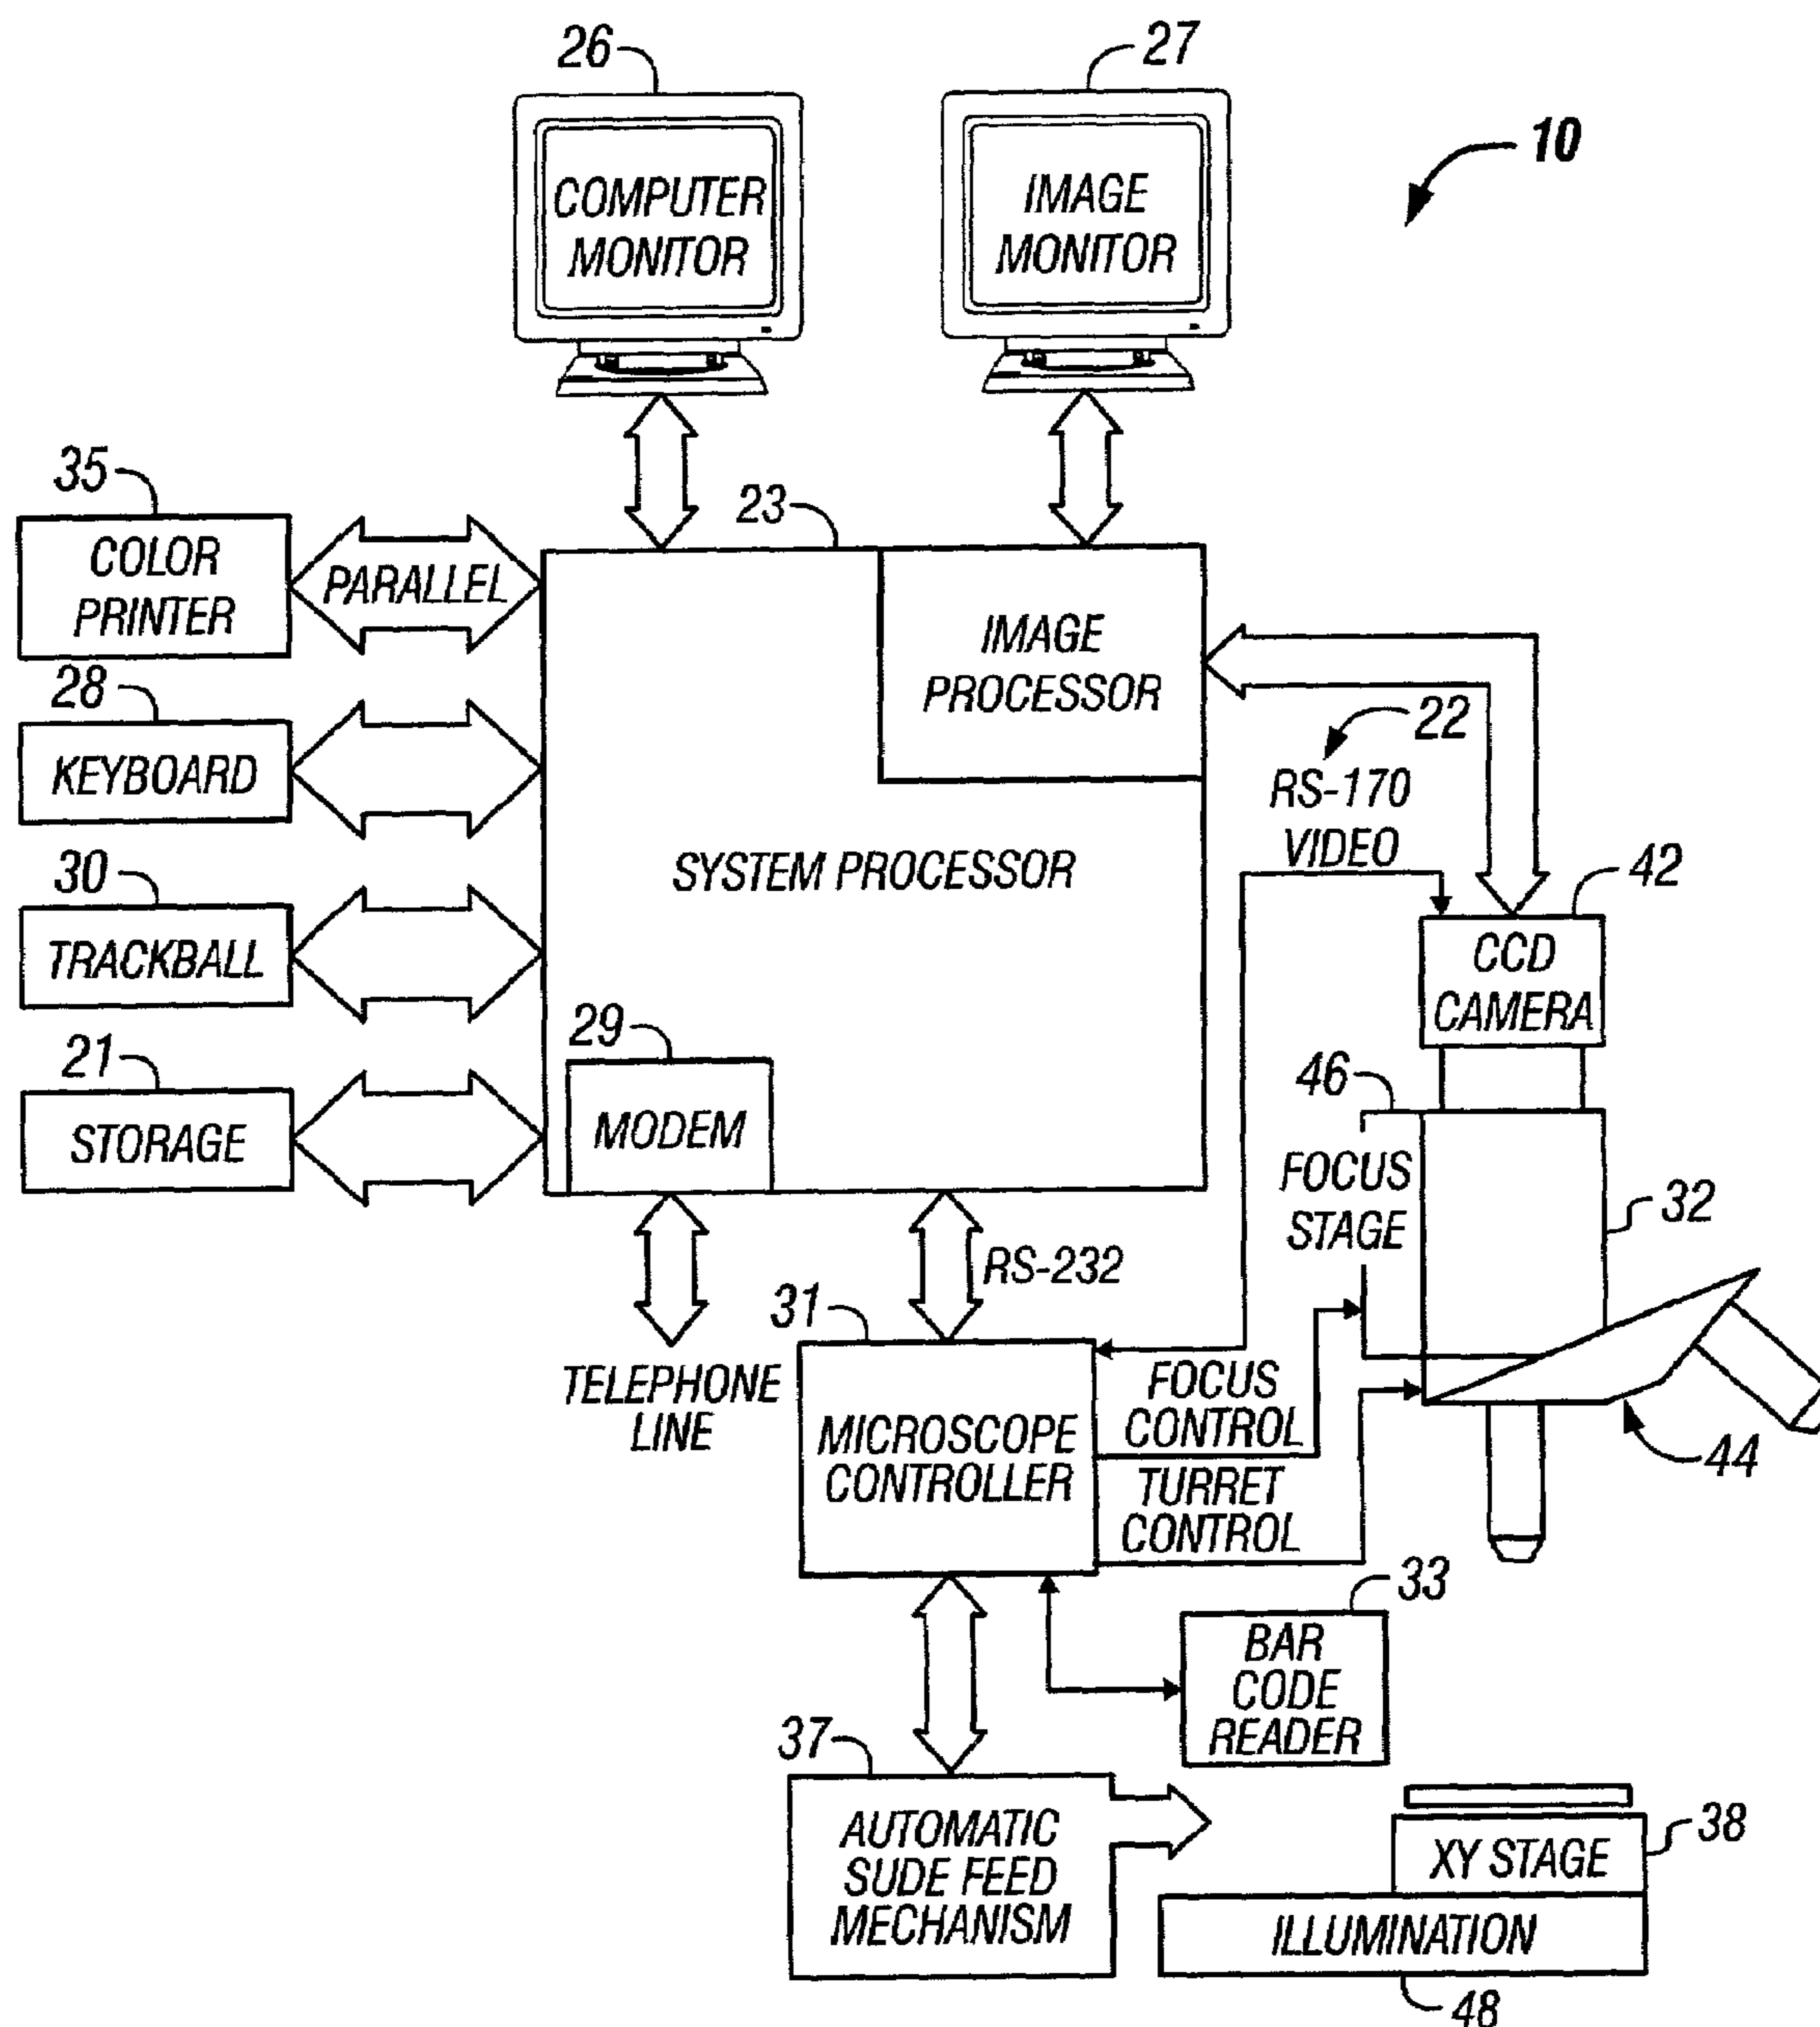 26
27
10
COMPUTER
MONITOR
IMAGE
MONITOR
35
23
COLOR
PRINTER
PARALLEL
IMAGE
PROCESSOR
28
22
KEYBOARD
RS-170
VIDEO
SYSTEM PROCESSOR
30
42
TRACKBALL
CCD
CAMERA
29
21
46
MODEM
STORAGE
FOCUS
STAGE
32
RS-232
31
TELEPHONE
LINE
FOCUS
CONTROL
MICROSCOPE
CONTROLLER
44
TURRET
CONTROL
33
BAR
CODE
READER
37
AUTOMATIC
SUDE FEED
MECHANISM
38
XY STAGE
ILLUMINATION
48